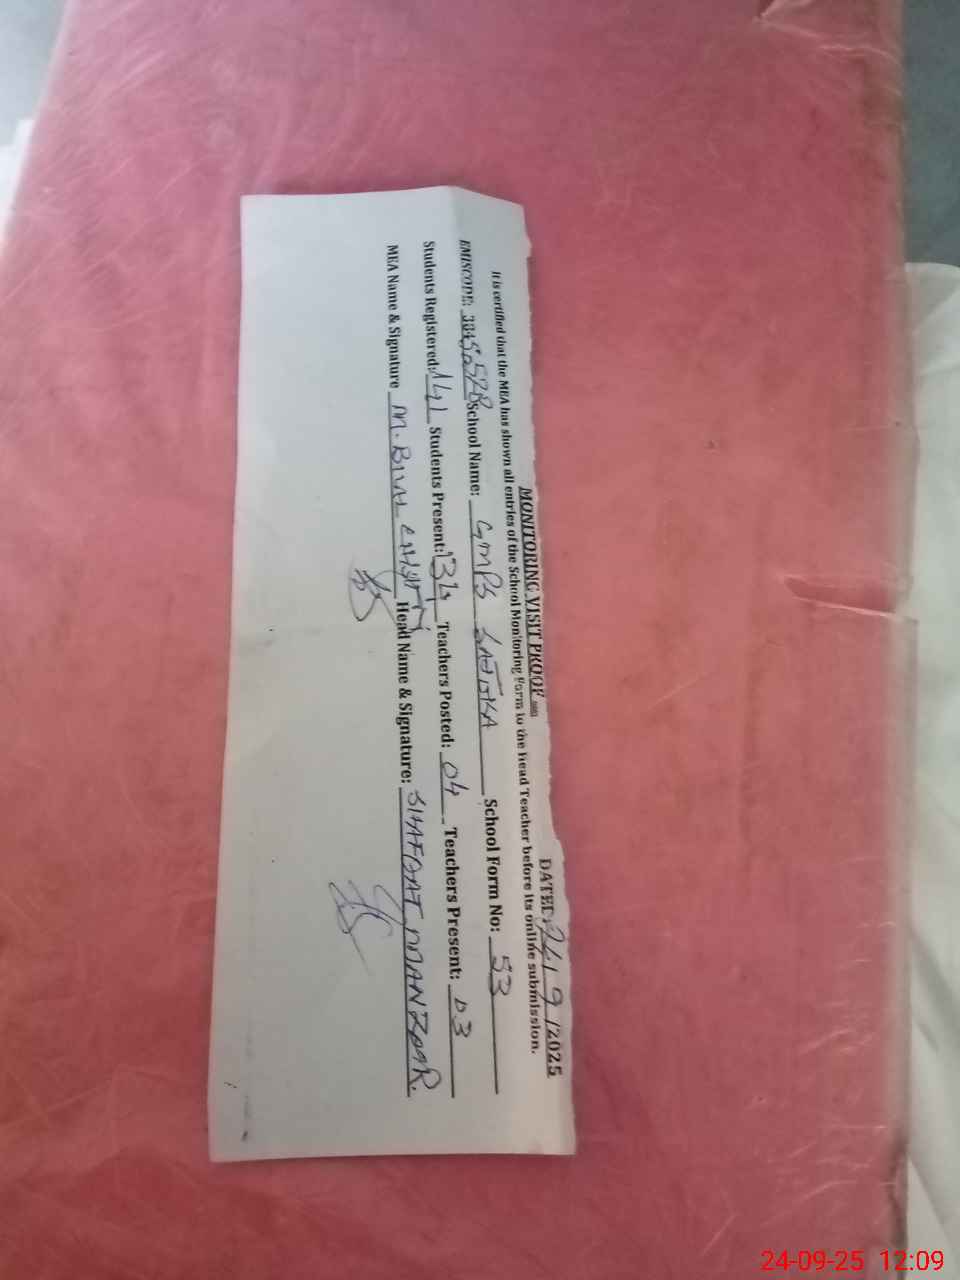 MONITORING VISIT PROOF
DATED 24/9/2025
It is certified that the MEA has shown all entries of the School Monitoring Form to the Head Teacher before its online submission.
EMISCODE: School Name: GMPS School Form No: 53
Students Registered: 141 Students Present: Teachers Posted: 04 Teachers Present: 03
MEA Name & Signature M. BILAL CHISHTI Head Name & Signature: SHAFQAT MANZOOR.
24-09-25 12:09